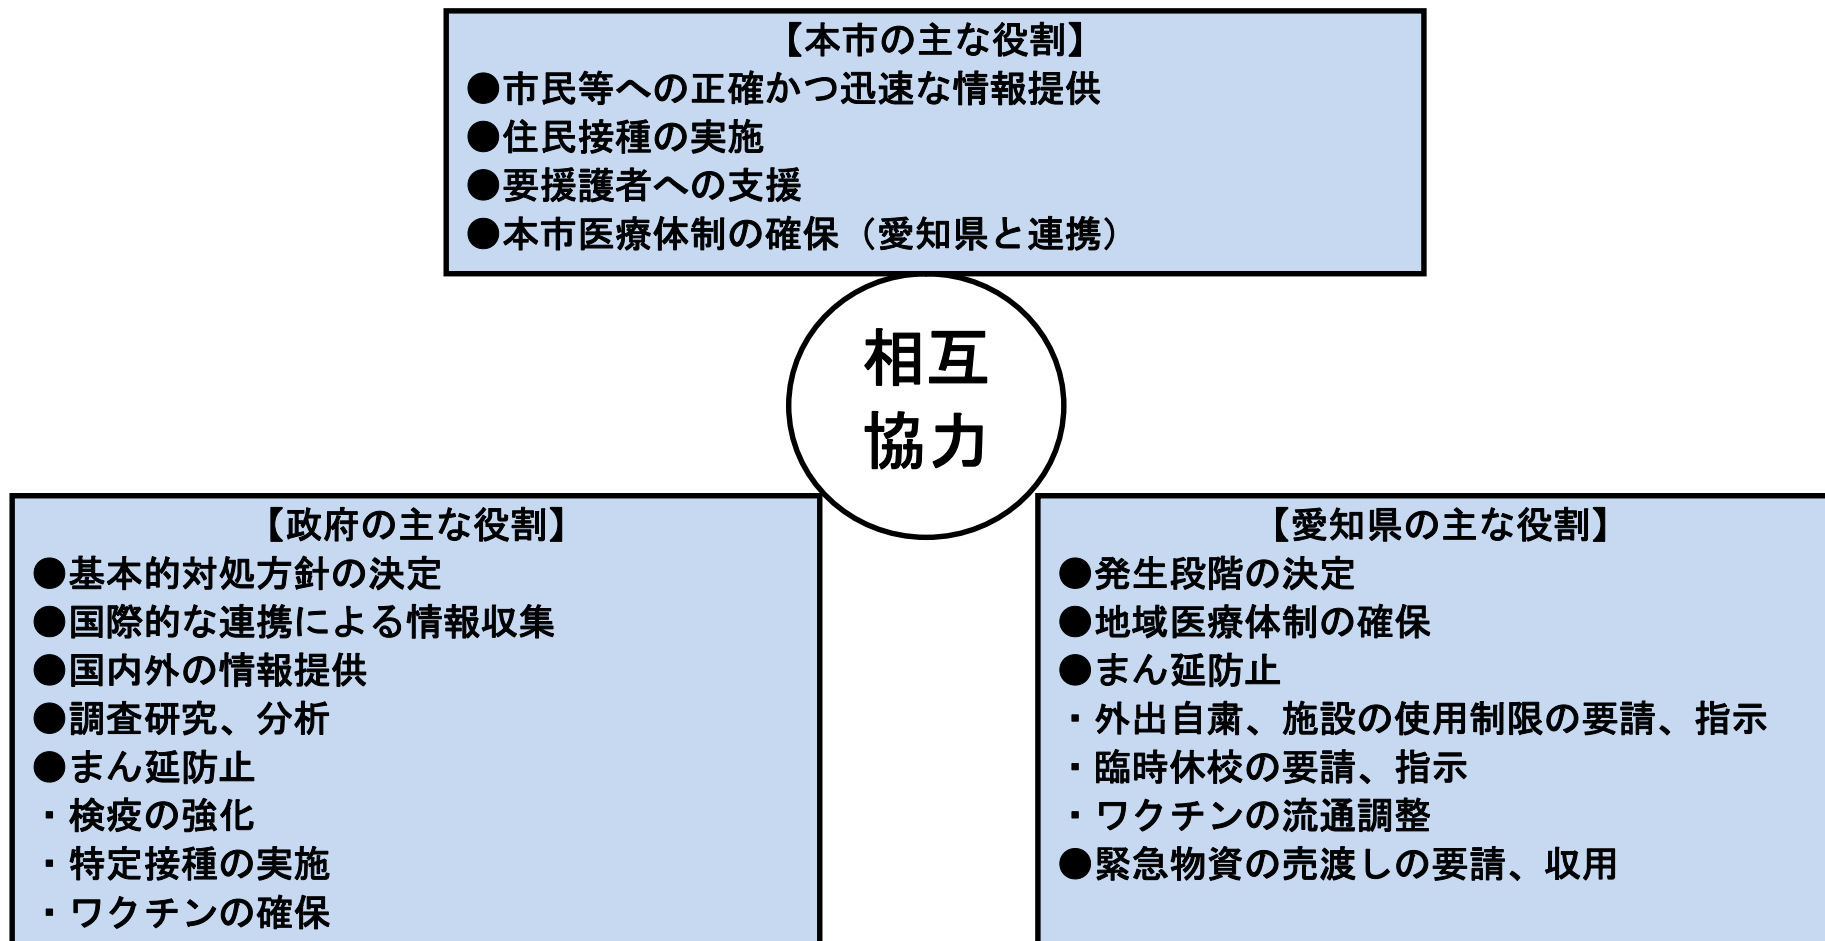 【本市の主な役割】
●市民等への正確かつ迅速な情報提供
●住民接種の実施
●要援護者への支援
●本市医療体制の確保（愛知県と連携）
相互
協力
【政府の主な役割】
●基本的対処方針の決定
●国際的な連携による情報収集
●国内外の情報提供
●調査研究、分析
●まん延防止
・検疫の強化
・特定接種の実施
・ワクチンの確保
【愛知県の主な役割】
●発生段階の決定
●地域医療体制の確保
●まん延防止
・外出自粛、施設の使用制限の要請、指示
・臨時休校の要請、指示
・ワクチンの流通調整
●緊急物資の売渡しの要請、収用